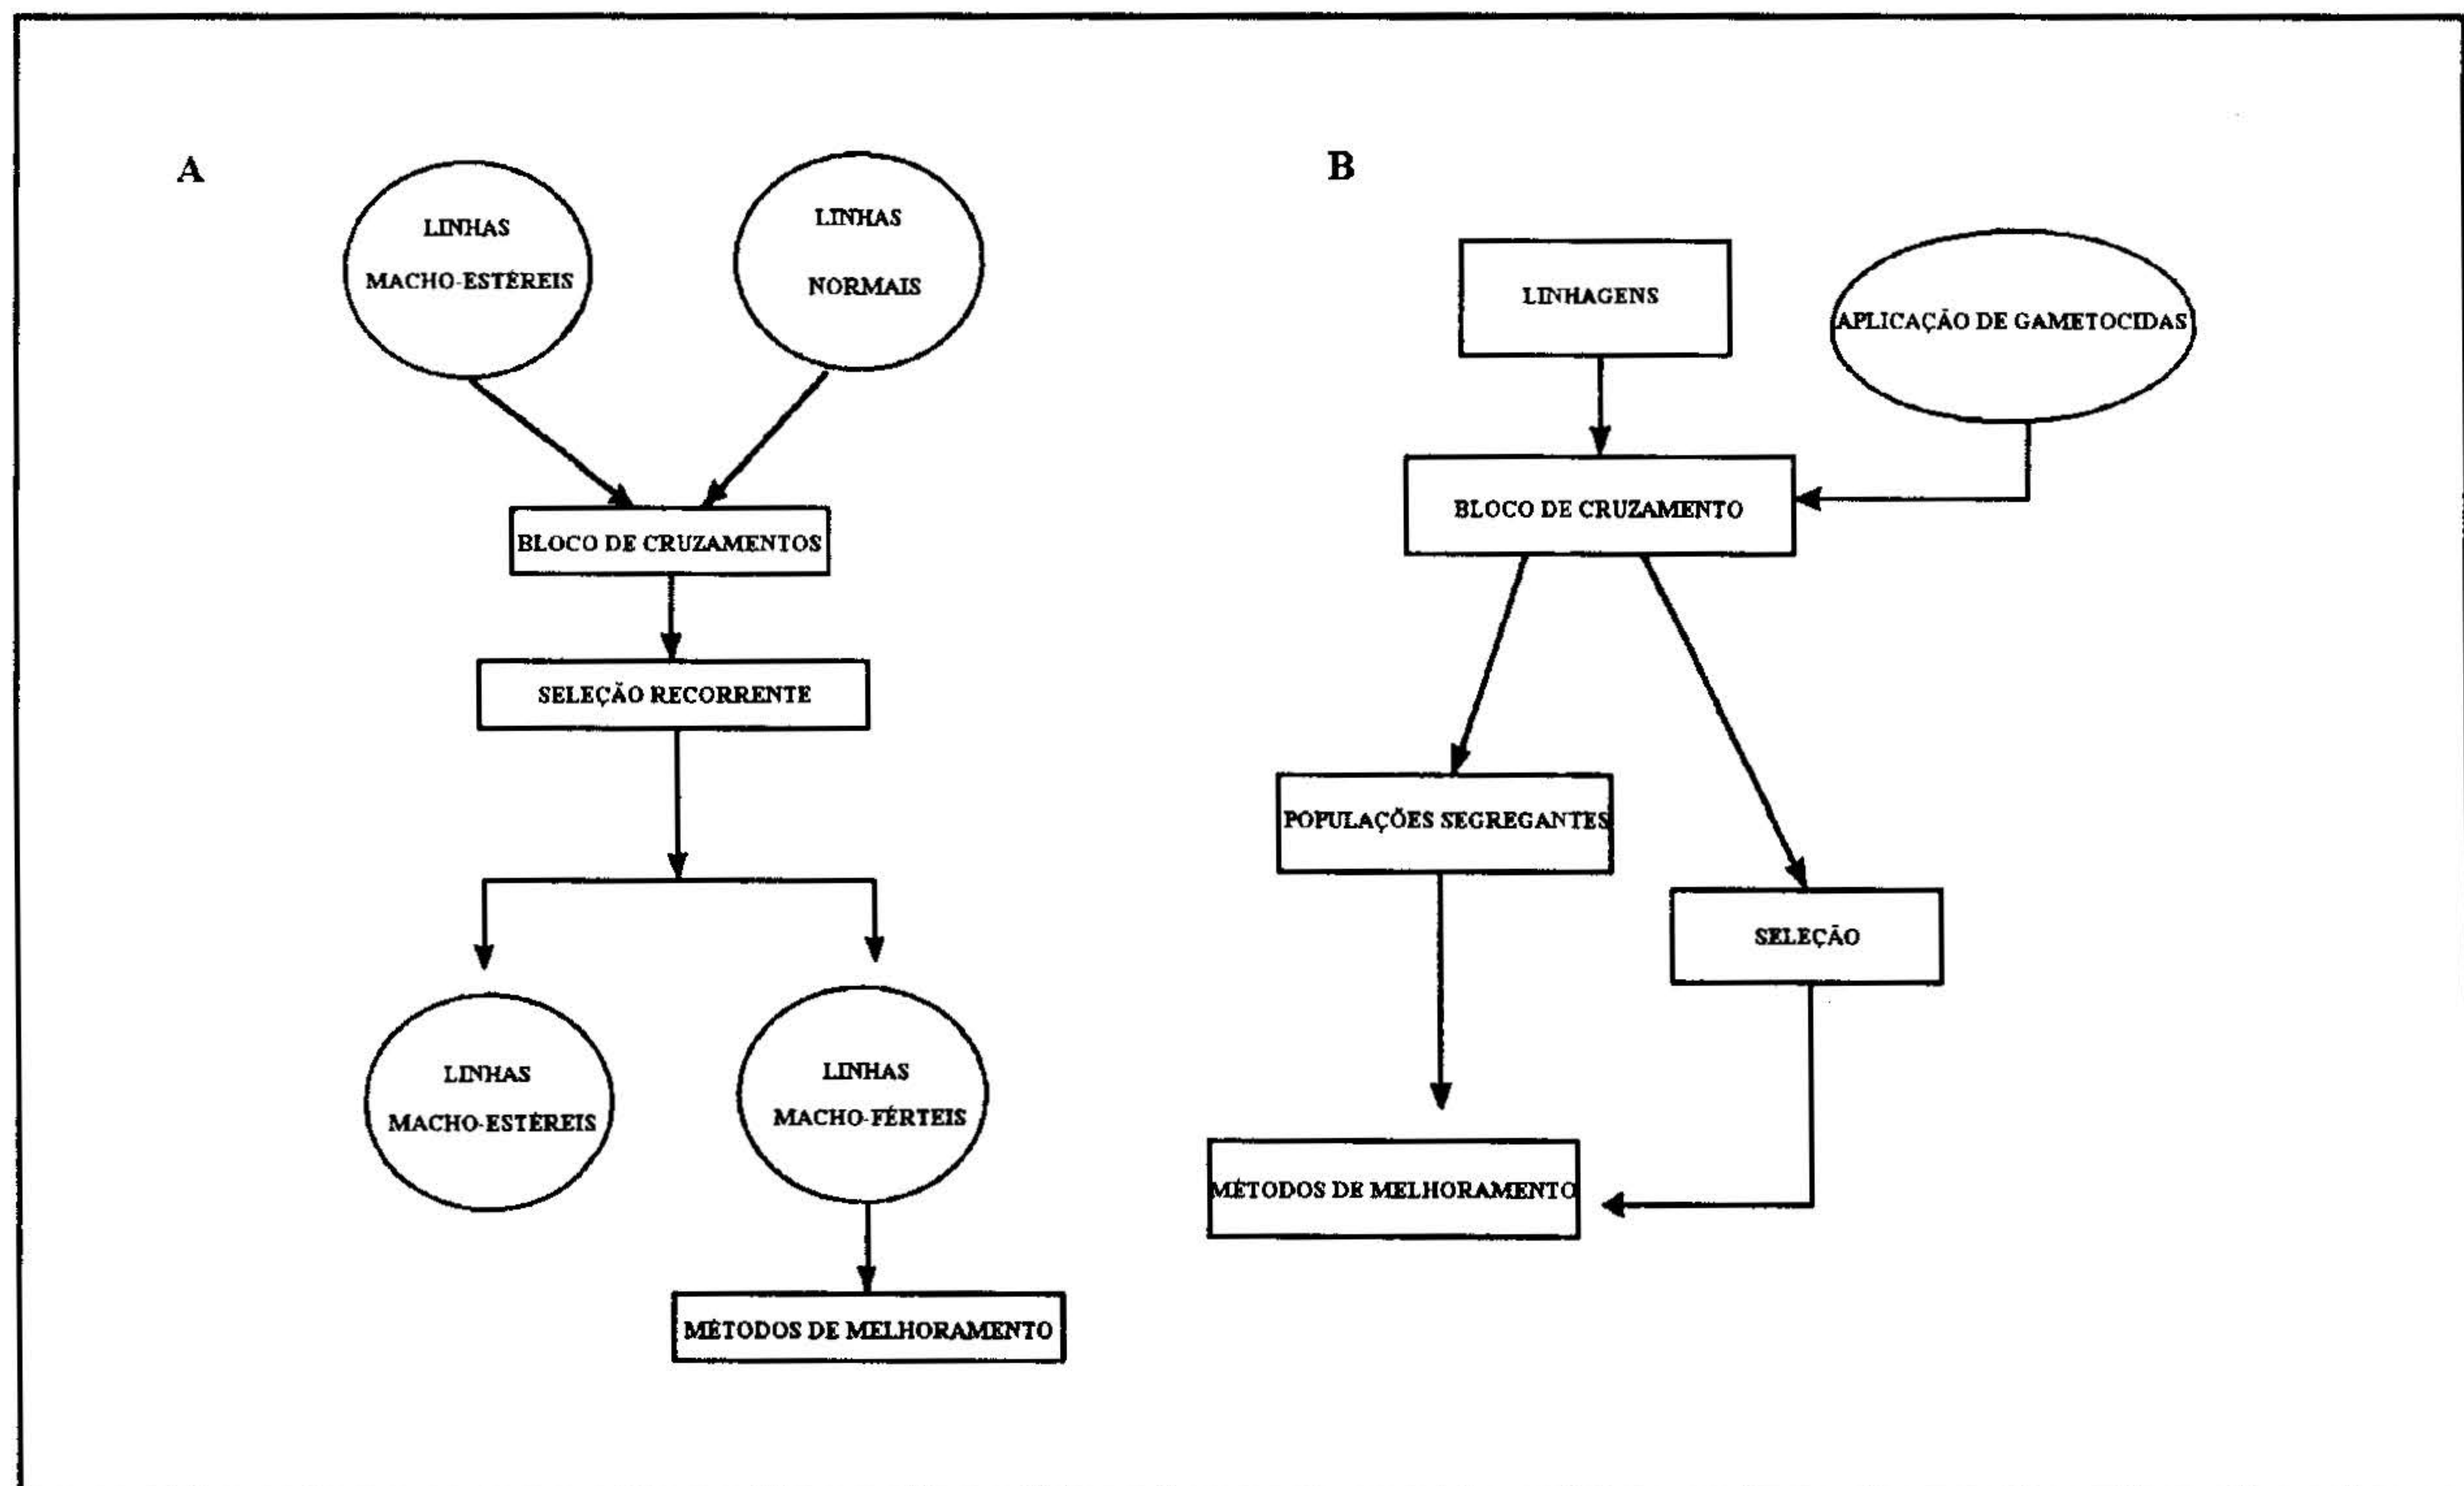 A
LINHAS
MACHO-ESTÉREIS
LINHAS
NORMAIS
BLOCO DE CRUZAMENTOS
SELEÇÃO RECORRENTE
LINHAS
MACHO-ESTÉREIS
LINHAS
MACHO-FÉRTEIS
MÉTODOS DE MELHORAMENTO
B
LINHAGENS
APLICAÇÃO DE GAMETOCIDAS
BLOCO DE CRUZAMENTO
POPULAÇÕES SEGREGANTES
SELEÇÃO
MÉTODOS DE MELHORAMENTO